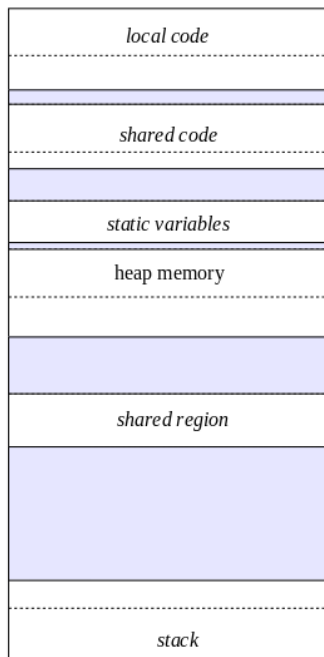 local code
shared code
static variables
heap memory
shared region
stack